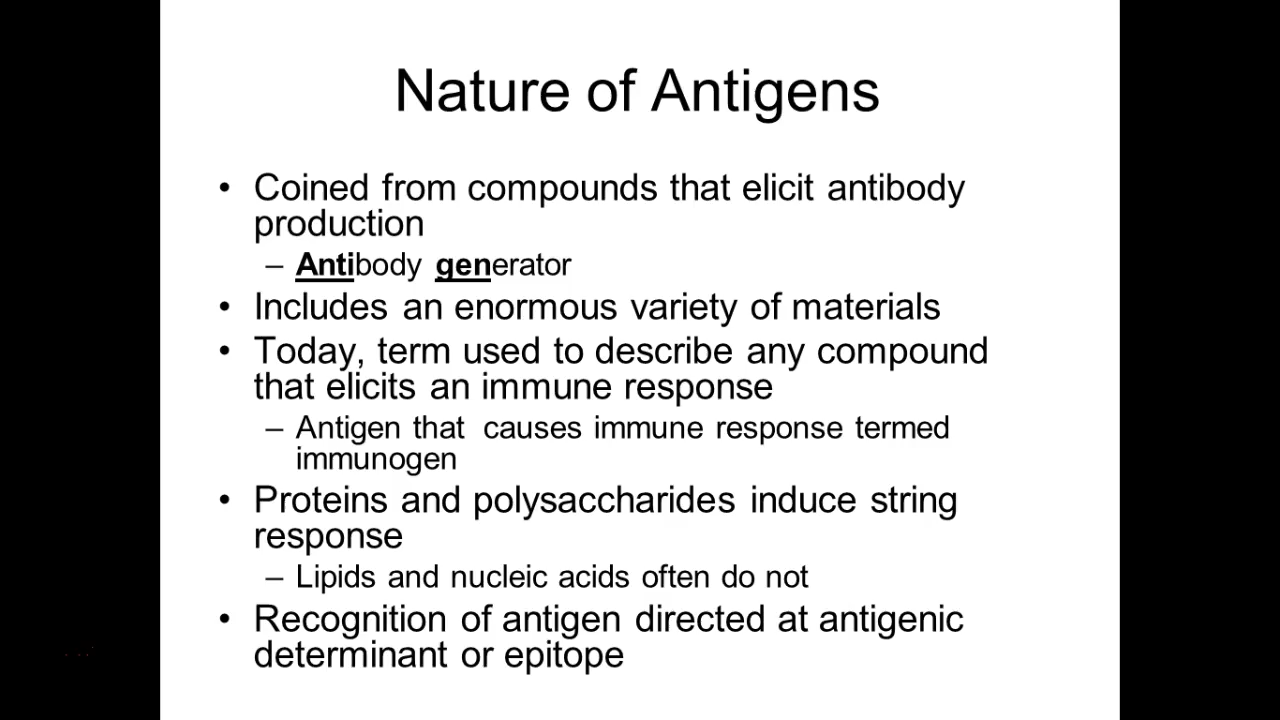 Nature of Antigens
• Coined from compounds that elicit antibody
production
– Antibody generator
• Includes an enormous variety of materials
• Today, term used to describe any compound
that elicits an immune response
– Antigen that causes immune response termed
immunogen
• Proteins and polysaccharides induce string
response
– Lipids and nucleic acids often do not
• Recognition of antigen directed at antigenic
determinant or epitope